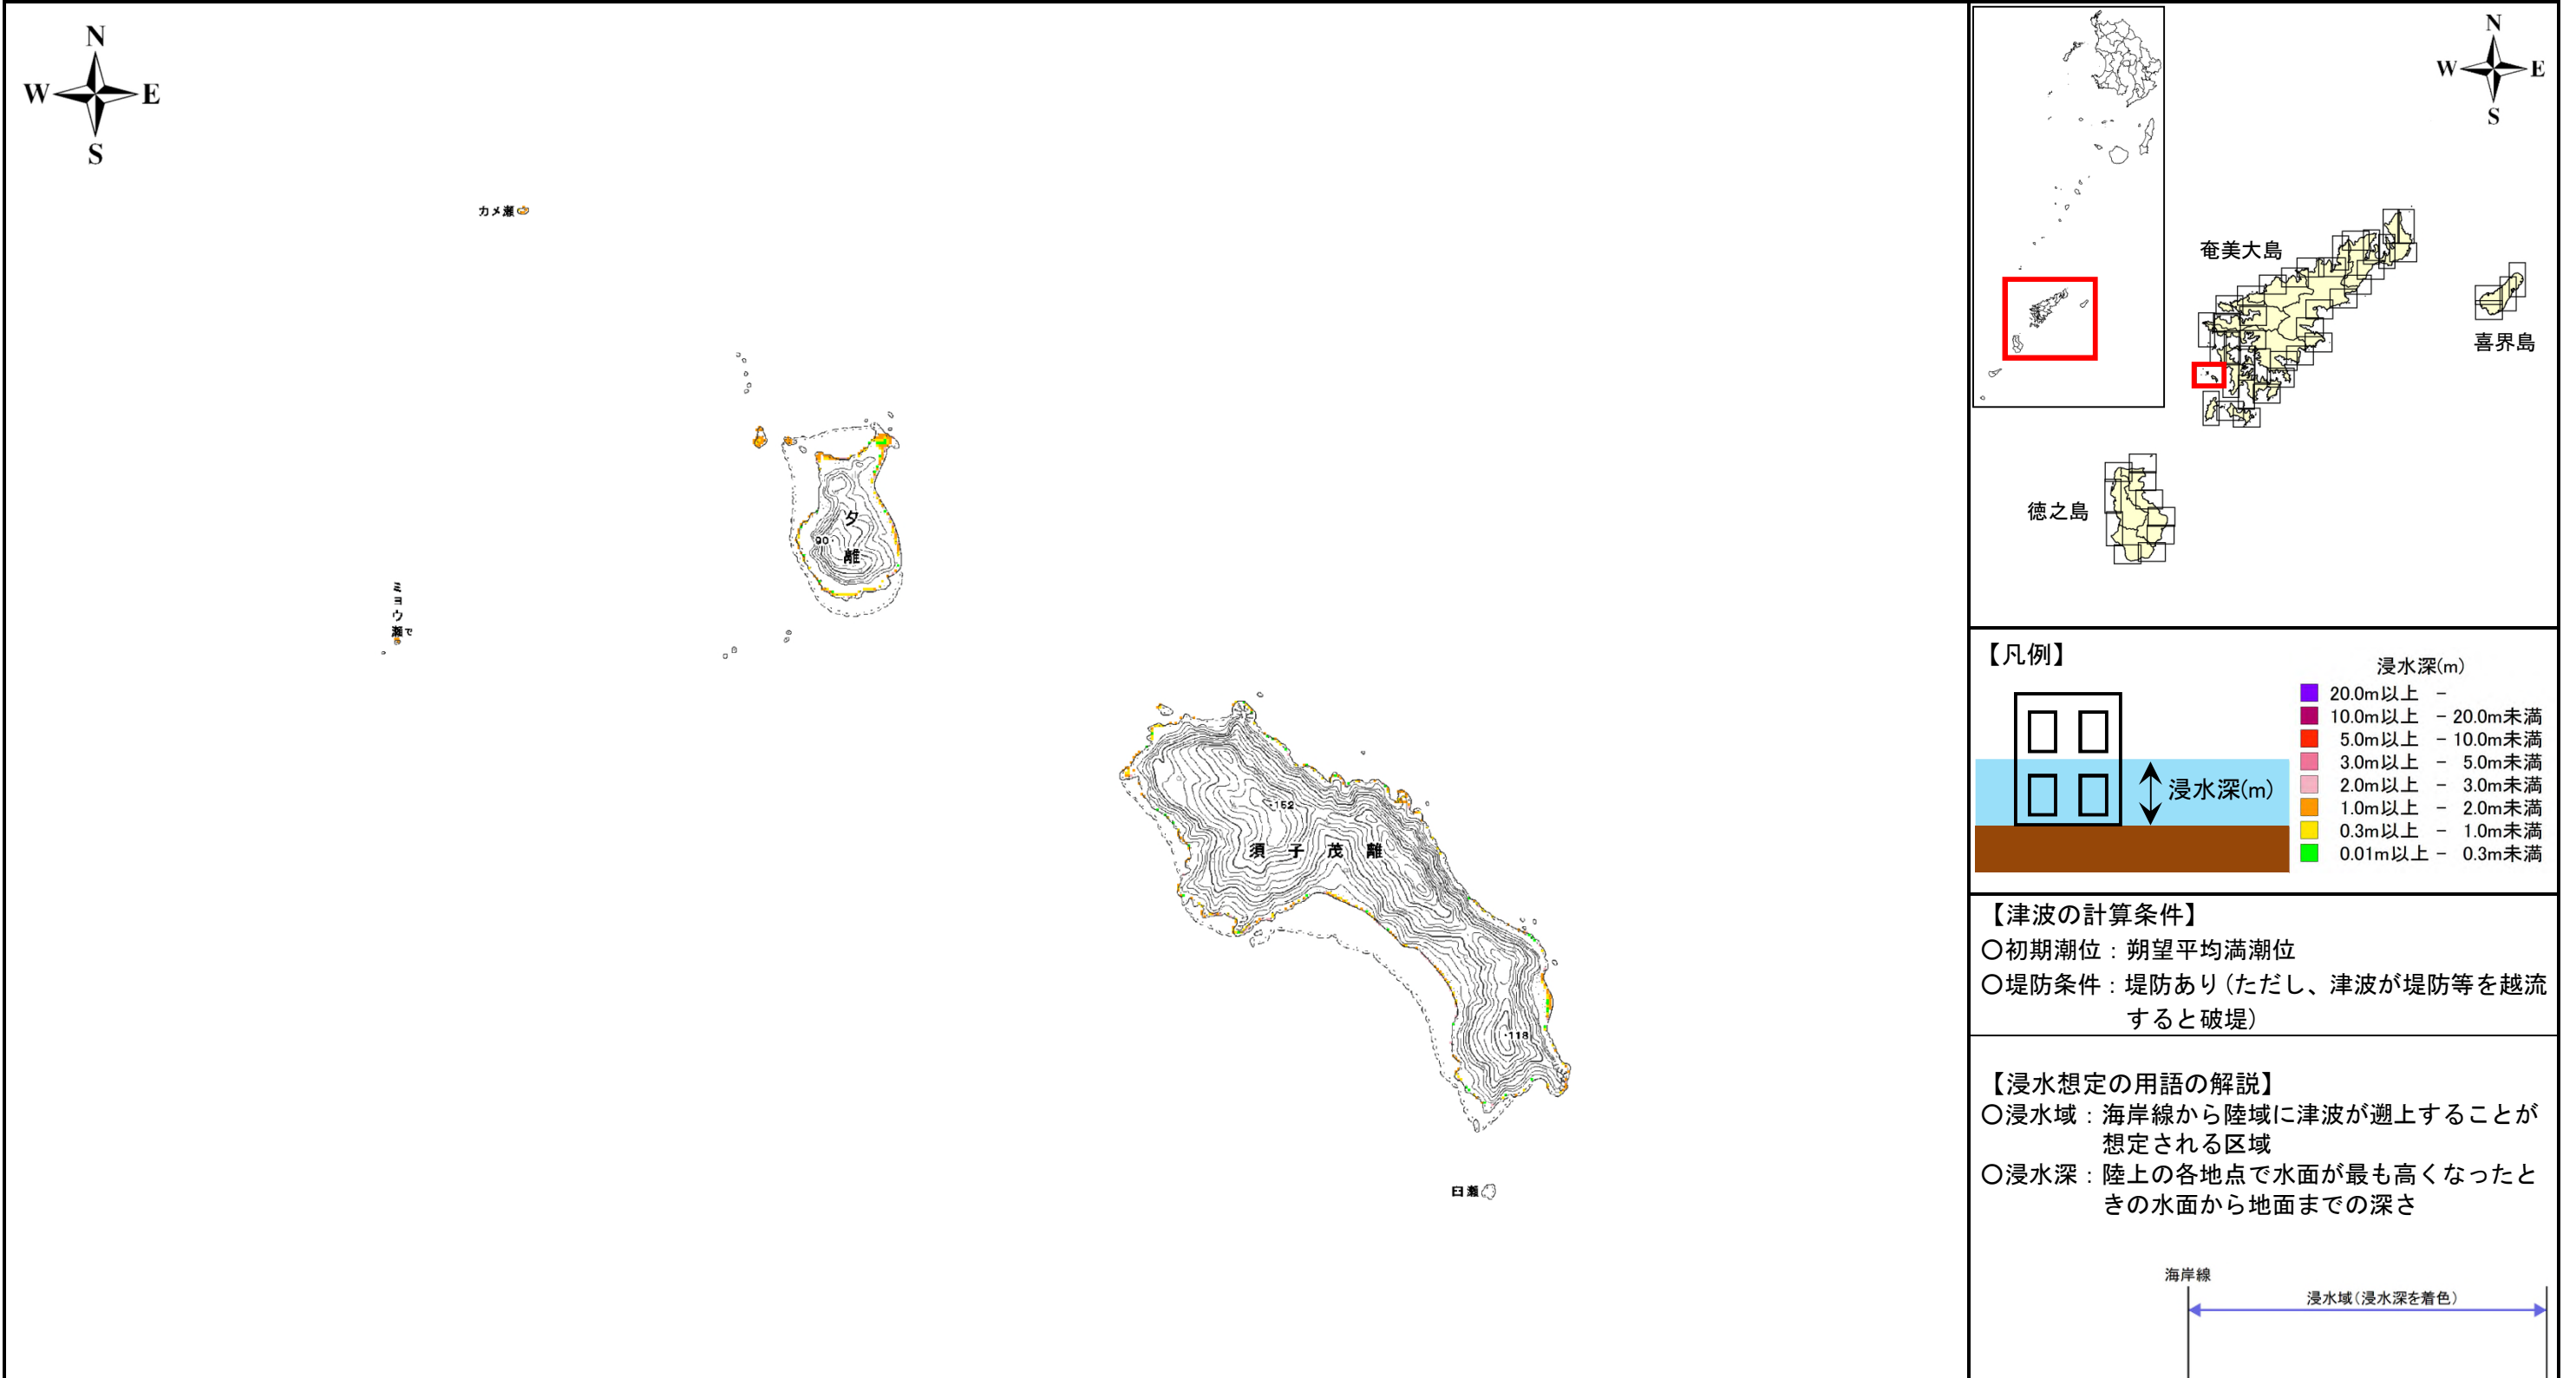 N
W E
S
カメ瀬
タ
離
90
ミョウ瀬
で
152
須子茂離
118
臼瀬
N
W E
S
奄美大島
喜界島
徳之島
【凡例】
浸水深(m)
浸水深(m)
20.0m以上 -
10.0m以上 - 20.0m未満
5.0m以上 - 10.0m未満
3.0m以上 - 5.0m未満
2.0m以上 - 3.0m未満
1.0m以上 - 2.0m未満
0.3m以上 - 1.0m未満
0.01m以上 - 0.3m未満
【津波の計算条件】
〇初期潮位：朔望平均満潮位
〇堤防条件：堤防あり(ただし、津波が堤防等を越流
すると破堤)
【浸水想定の用語の解説】
〇浸水域：海岸線から陸域に津波が遡上することが
想定される区域
〇浸水深：陸上の各地点で水面が最も高くなったと
きの水面から地面までの深さ
海岸線
浸水域(浸水深を着色)